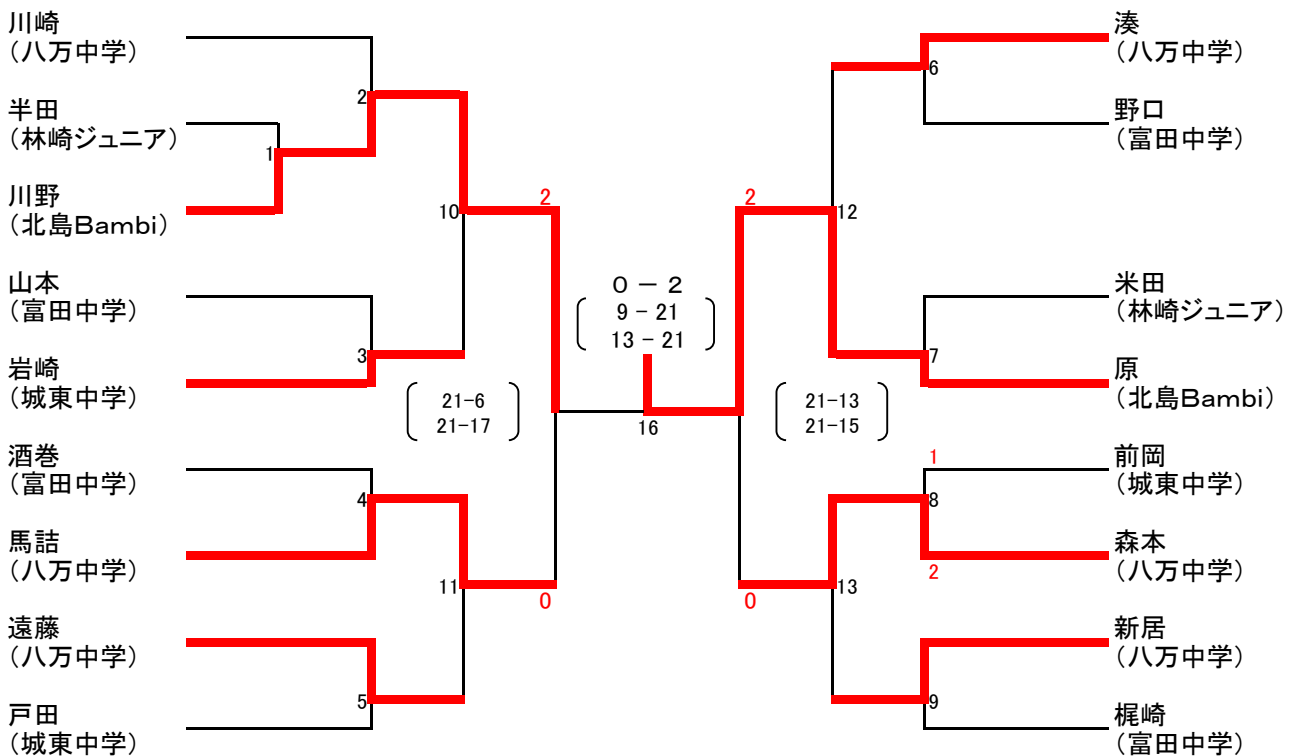 川崎
（八万中学）
半田
（林崎ジュニア）
川野
（北島Bambi）
山本
（富田中学）
岩崎
（城東中学）
酒巻
（富田中学）
馬詰
（八万中学）
遠藤
（八万中学）
戸田
（城東中学）
2
1
10
3
4
11
5
2
0
21-6
21-17
0 － 2
9 - 21
13 - 21
16
2
0
21-13
21-15
6
12
7
8
13
9
1
2
湊
（八万中学）
野口
（富田中学）
米田
（林崎ジュニア）
原
（北島Bambi）
前岡
（城東中学）
森本
（八万中学）
新居
（八万中学）
梶崎
（富田中学）